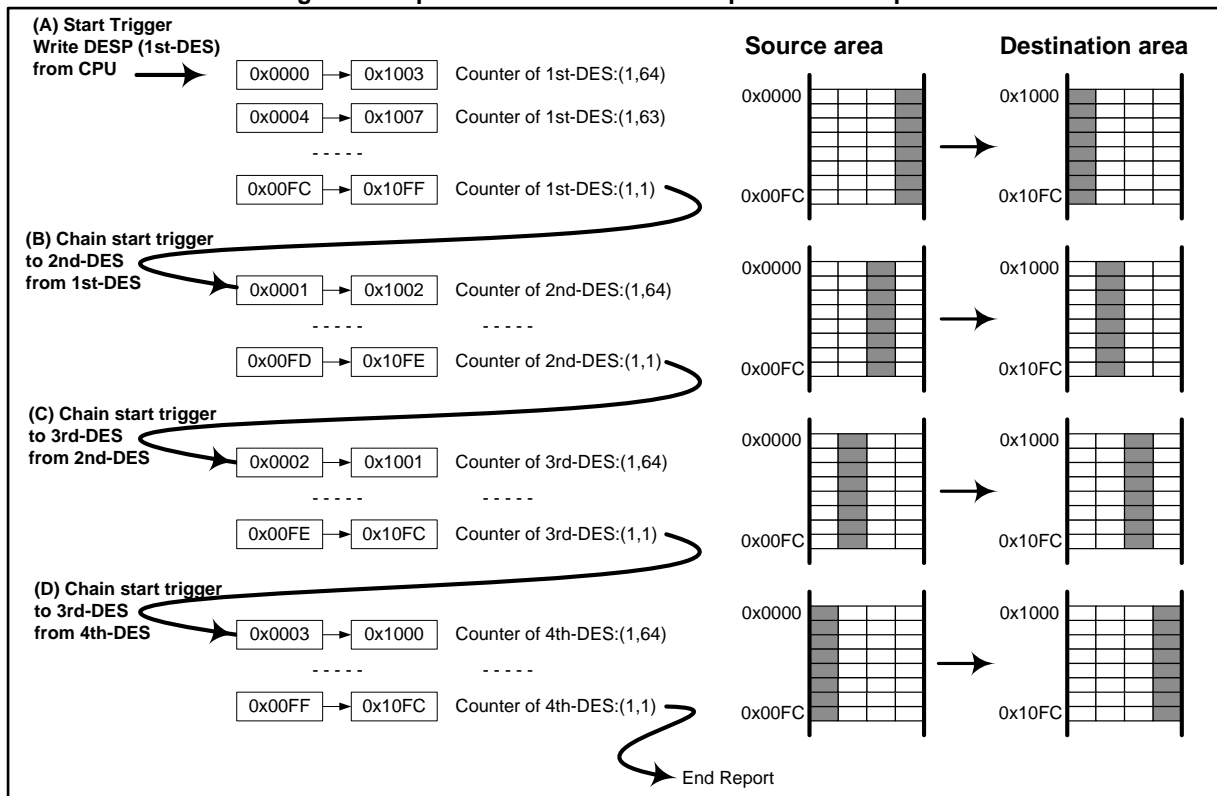 (A) Start Trigger
Write DESP (1st-DES)
from CPU
0x0000 0x1003 Counter of 1st-DES:(1,64)
0x0004 0x1007 Counter of 1st-DES:(1,63)
- - - - -
0x00FC 0x10FF Counter of 1st-DES:(1,1)
(B) Chain start trigger
to 2nd-DES
from 1st-DES
0x0001 0x1002 Counter of 2nd-DES:(1,64)
- - - - - - - - - -
0x00FD 0x10FE Counter of 2nd-DES:(1,1)
(C) Chain start trigger
to 3rd-DES
from 2nd-DES
0x0002 0x1001 Counter of 3rd-DES:(1,64)
- - - - - - - - - -
0x00FE 0x10FC Counter of 3rd-DES:(1,1)
(D) Chain start trigger
to 3rd-DES
from 4th-DES
0x0003 0x1000 Counter of 4th-DES:(1,64)
- - - - - - - - - -
0x00FF 0x10FC Counter of 4th-DES:(1,1)
End Report
Source area Destination area
0x0000 0x1000
0x00FC 0x10FC
0x0000 0x1000
0x00FC 0x10FC
0x0000 0x1000
0x00FC 0x10FC
0x0000 0x1000
0x00FC 0x10FC